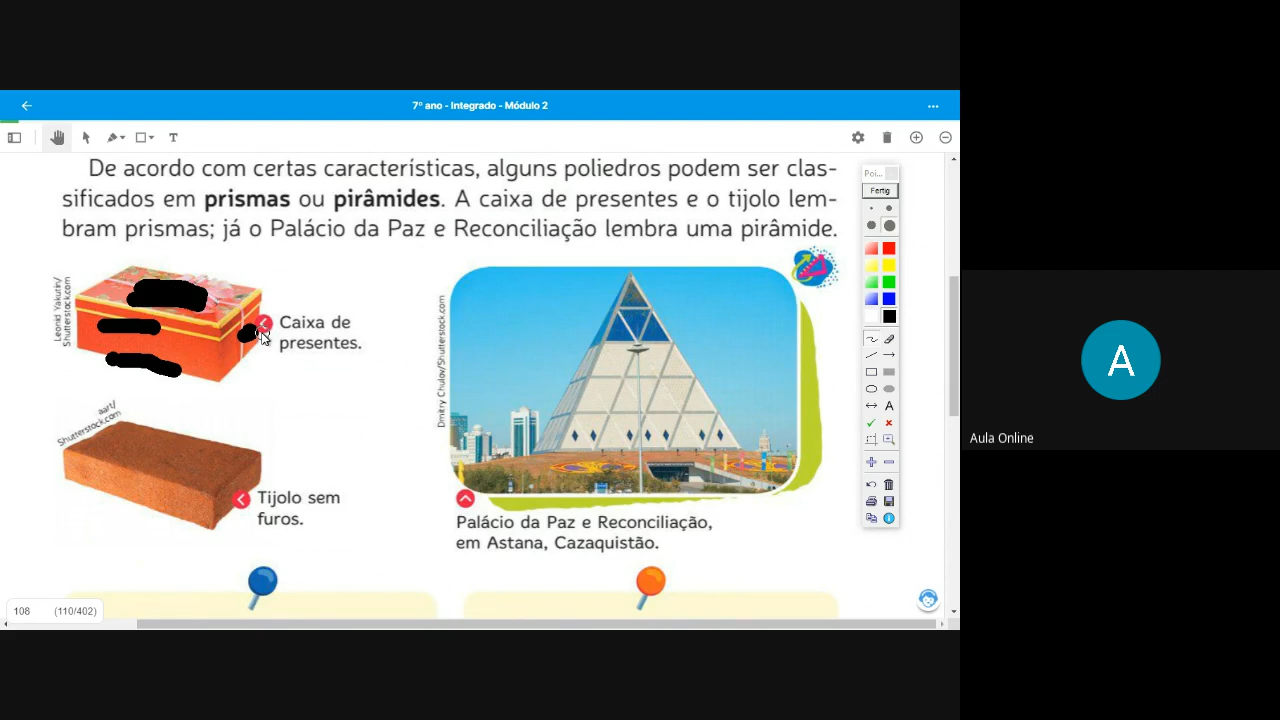 7º ano - Integrado - Módulo 2
T
De acordo com certas características, alguns poliedros podem ser clas-
sificados em prismas ou pirâmides. A caixa de presentes e o tijolo lem-
bram prismas; já o Palácio da Paz e Reconciliação lembra uma pirâmide.
Leonid Yakutin/
Shutterstock.com
Caixa de
presentes.
aarti/
Shutterstock.com
Tijolo sem
furos.
Dmitry Chulov/Shutterstock.com
Palácio da Paz e Reconciliação,
em Astana, Cazaquistão.
108 (110/402)
Poi...
Fertig
A
A
Aula Online